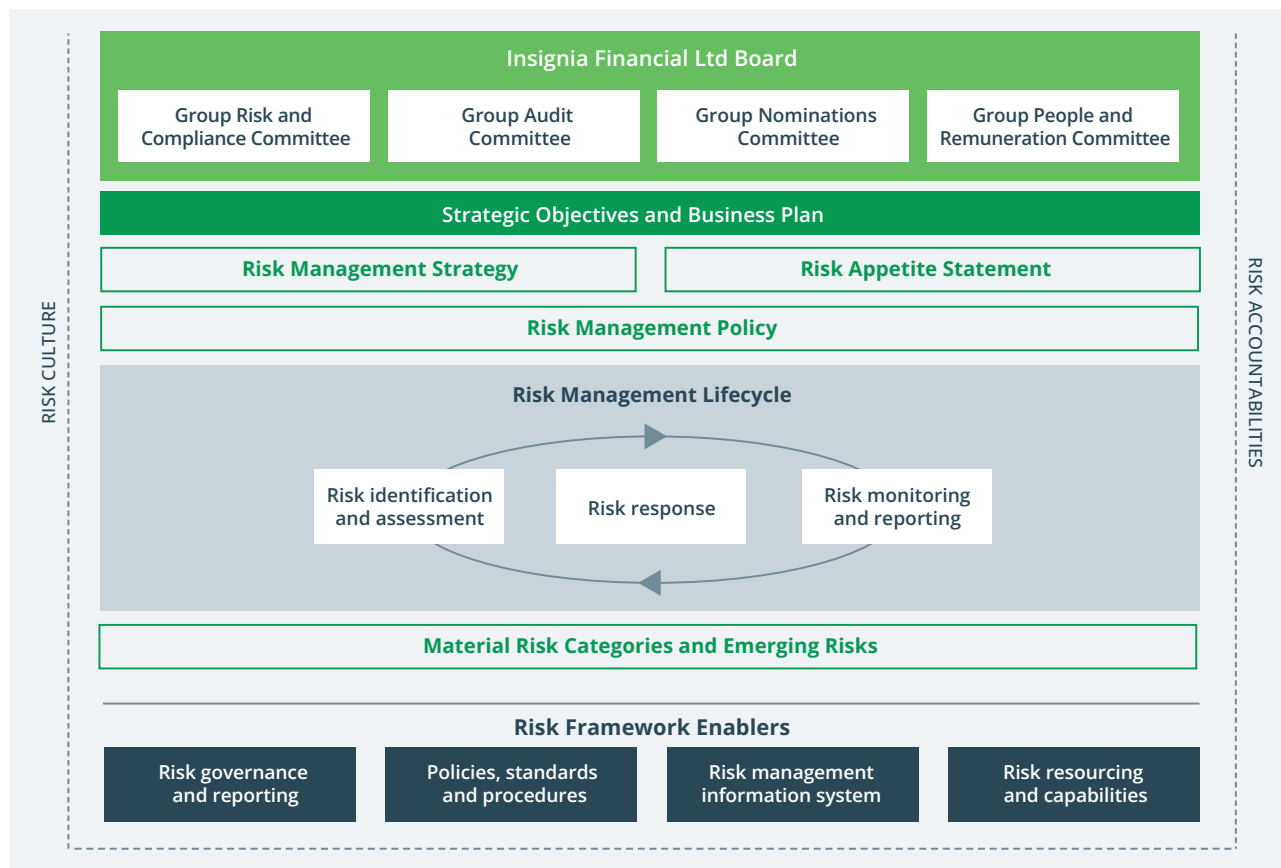 Insignia Financial Ltd Board
Group Risk and
Compliance Committee
Group Audit
Committee
Group Nominations
Committee
Group People and
Remuneration Committee
Strategic Objectives and Business Plan
Risk Management Strategy
Risk Appetite Statement
Risk Management Policy
RISK CULTURE
RISK ACCOUNTABILITIES
Risk Management Lifecycle
Risk identification
and assessment
Risk response
Risk monitoring
and reporting
Material Risk Categories and Emerging Risks
Risk Framework Enablers
Risk governance
and reporting
Policies, standards
and procedures
Risk management
information system
Risk resourcing
and capabilities